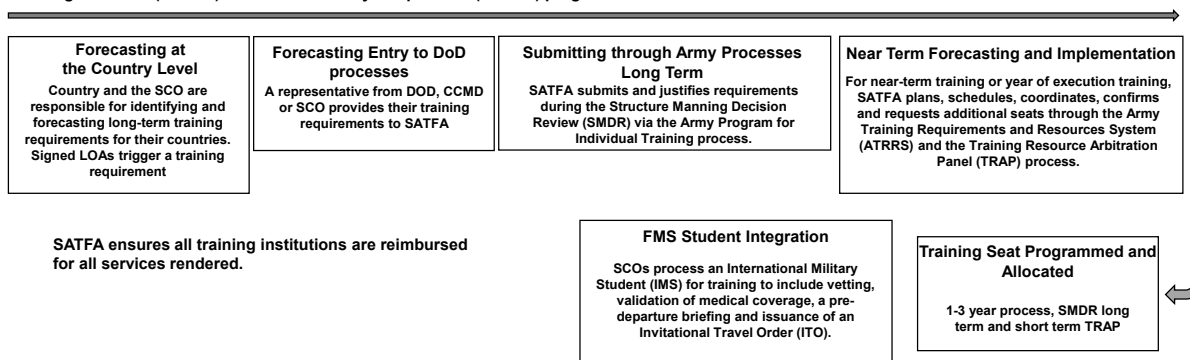 Forecasting at
the Country Level
Country and the SCO are
responsible for identifying and
forecasting long-term training
requirements for their countries.
Signed LOAs trigger a training
requirement
Forecasting Entry to DoD
processes
A representative from DOD, CCMD
or SCO provides their training
requirements to SATFA
Submitting through Army Processes
Long Term
SATFA submits and justifies requirements
during the Structure Manning Decision
Review (SMDR) via the Army Program for
Individual Training process.
Near Term Forecasting and Implementation
For near-term training or year of execution training,
SATFA plans, schedules, coordinates, confirms
and requests additional seats through the Army
Training Requirements and Resources System
(ATRRS) and the Training Resource Arbitration
Panel (TRAP) process.
SATFA ensures all training institutions are reimbursed
for all services rendered.
FMS Student Integration
SCOs process an International Military
Student (IMS) for training to include vetting,
validation of medical coverage, a pre-
departure briefing and issuance of an
Invitational Travel Order (ITO).
Training Seat Programmed and
Allocated
1-3 year process, SMDR long
term and short term TRAP